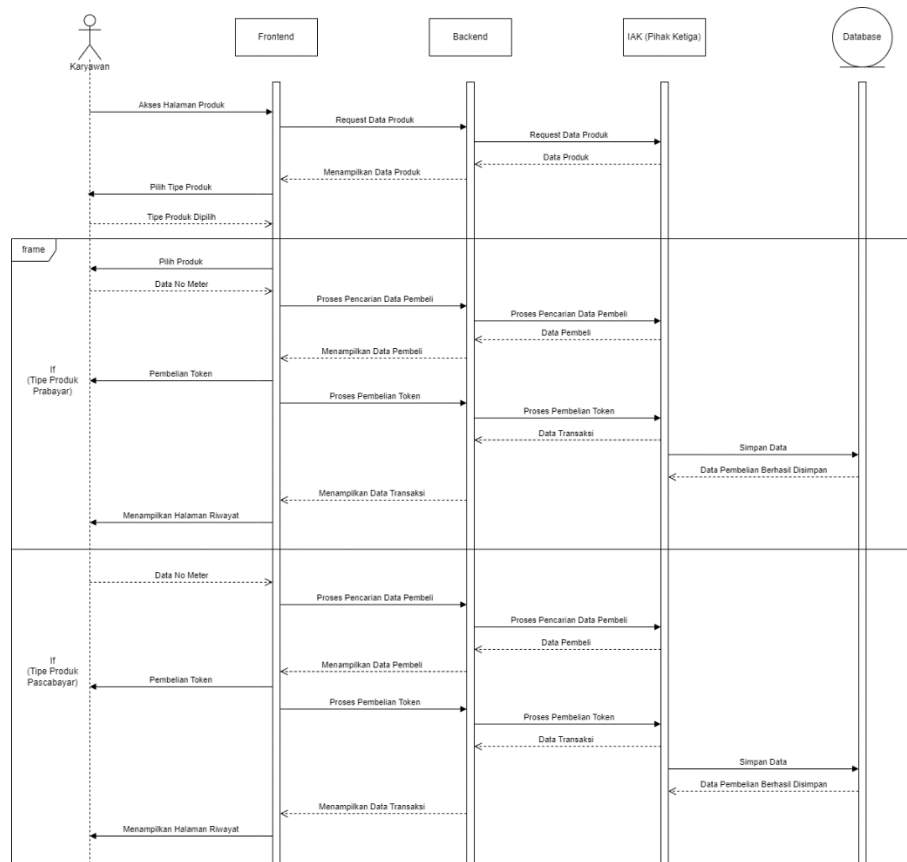 Karyawan
Frontend
Backend
IAK (Pihak Ketiga)
Database
Akses Halaman Produk
Request Data Produk
Request Data Produk
Data Produk
Menampilkan Data Produk
Pilih Tipe Produk
Tipe Produk Dipilih
frame
Pilih Produk
Data No Meter
Proses Pencarian Data Pembeli
Proses Pencarian Data Pembeli
Data Pembeli
Menampilkan Data Pembeli
If
(Tipe Produk
Prabayar)
Pembelian Token
Proses Pembelian Token
Proses Pembelian Token
Data Transaksi
Simpan Data
Data Pembelian Berhasil Disimpan
Menampilkan Data Transaksi
Menampilkan Halaman Riwayat
Data No Meter
Proses Pencarian Data Pembeli
Proses Pencarian Data Pembeli
Data Pembeli
Menampilkan Data Pembeli
If
(Tipe Produk
Pascabayar)
Pembelian Token
Proses Pembelian Token
Proses Pembelian Token
Data Transaksi
Simpan Data
Data Pembelian Berhasil Disimpan
Menampilkan Data Transaksi
Menampilkan Halaman Riwayat